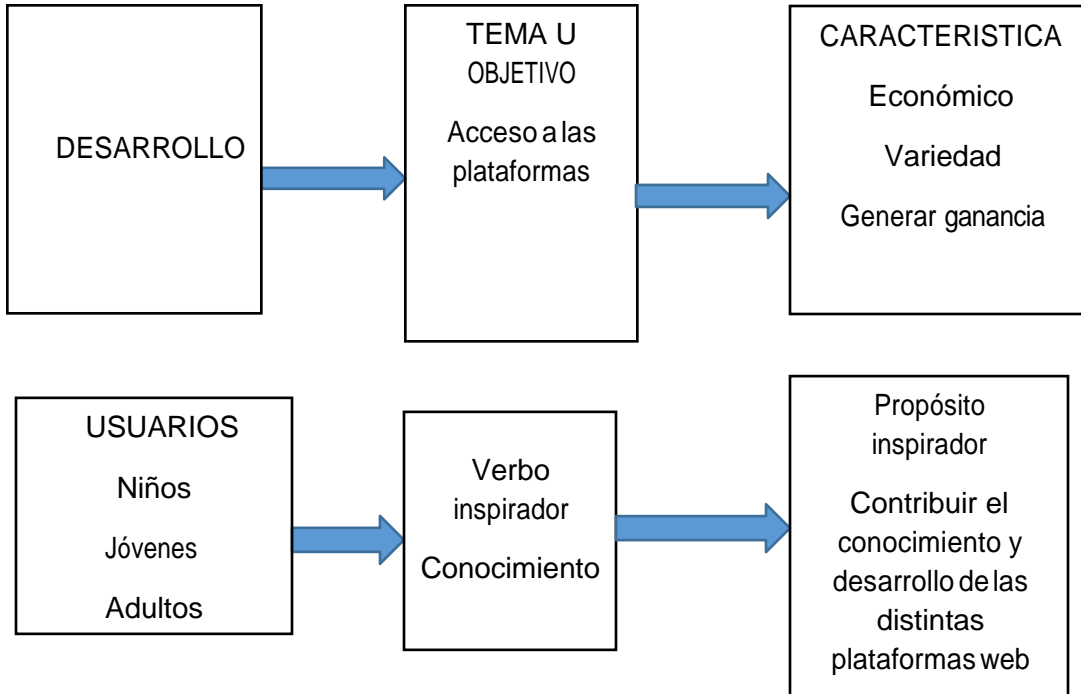 DESARROLLO
TEMA U
OBJETIVO
Acceso a las
plataformas
CARACTERISTICA
Económico
Variedad
Generar ganancia
USUARIOS
Niños
Jóvenes
Adultos
Verbo
inspirador
Conocimiento
Propósito
inspirador
Contribuir el
conocimiento y
desarrollo de las
distintas
plataformas web